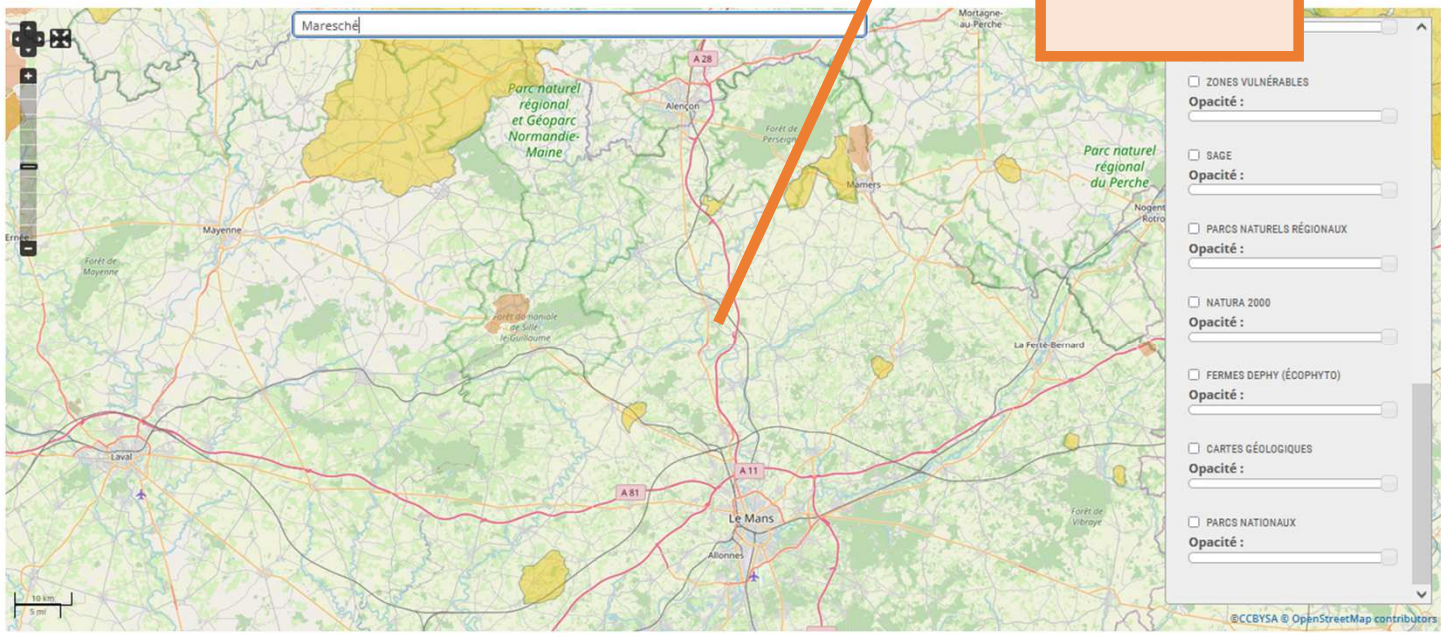 Maresché
Mortagne-
au-Perche
A 28
Parc naturel
régional
et Géoparc
Normandie-
Maine
Alençon
Forêt de
Perseigne
Mamers
Parc naturel
régional
du Perche
Nogent
Rotro
Ernée
Mayenne
Forêt de
Mayenne
Forêt domaniale
de Sillé
le Guillaume
La Ferté-Bernard
Laval
A 11
A 81
Le Mans
Allonnes
Forêt de
Vibraye
10 km
5 mi
ZONES VULNÉRABLES
Opacité :
SAGE
Opacité :
PARCS NATURELS RÉGIONAUX
Opacité :
NATURA 2000
Opacité :
FERMES DEPHY (ÉCOPHYTO)
Opacité :
CARTES GÉOLOGIQUES
Opacité :
PARCS NATIONAUX
Opacité :
©CCBYSA © OpenStreetMap contributors